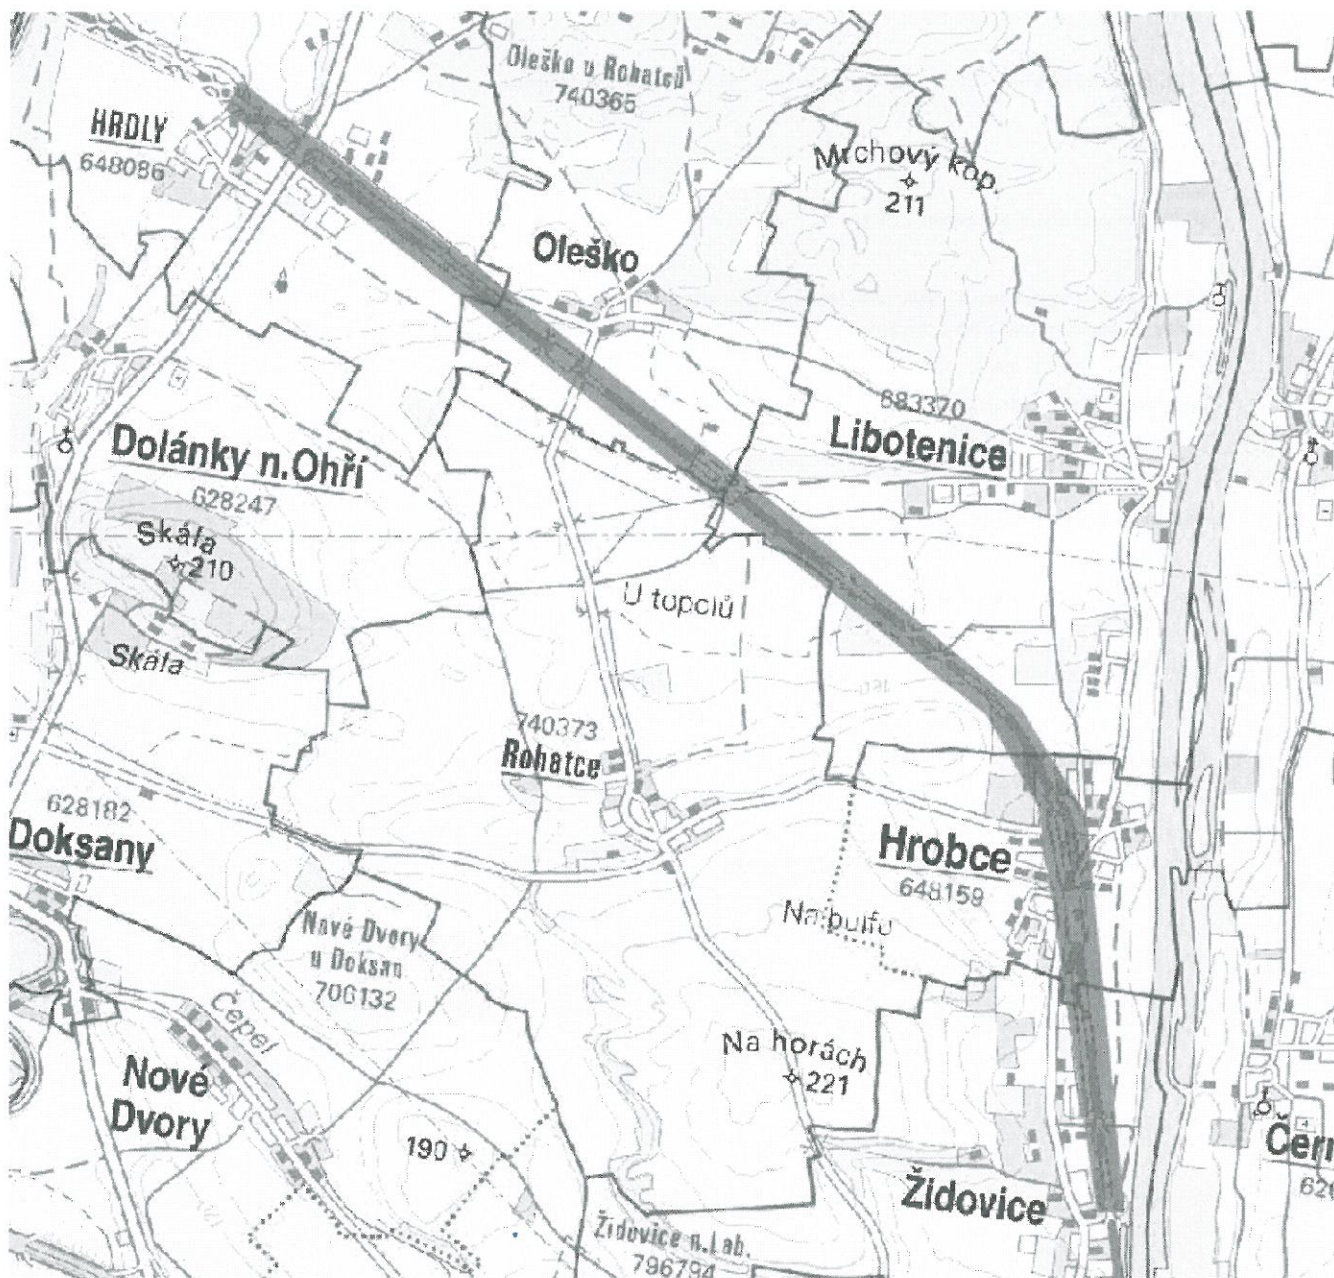 Oleško u Rohatců
740365
HRDLY
648086
Mrchový kop.
211
Oleško
683370
Libotenice
Dolánky n.Ohří
628247
Skála
210
U topolů
Skála
740373
Rohatce
628182
Doksany
Hrobce
648159
Na bulfu
Nové Dvory
u Doksan
706132
Čepel
Na horách
221
Nové
Dvory
190
Židovice
Židovice n.Lab.
796794
160